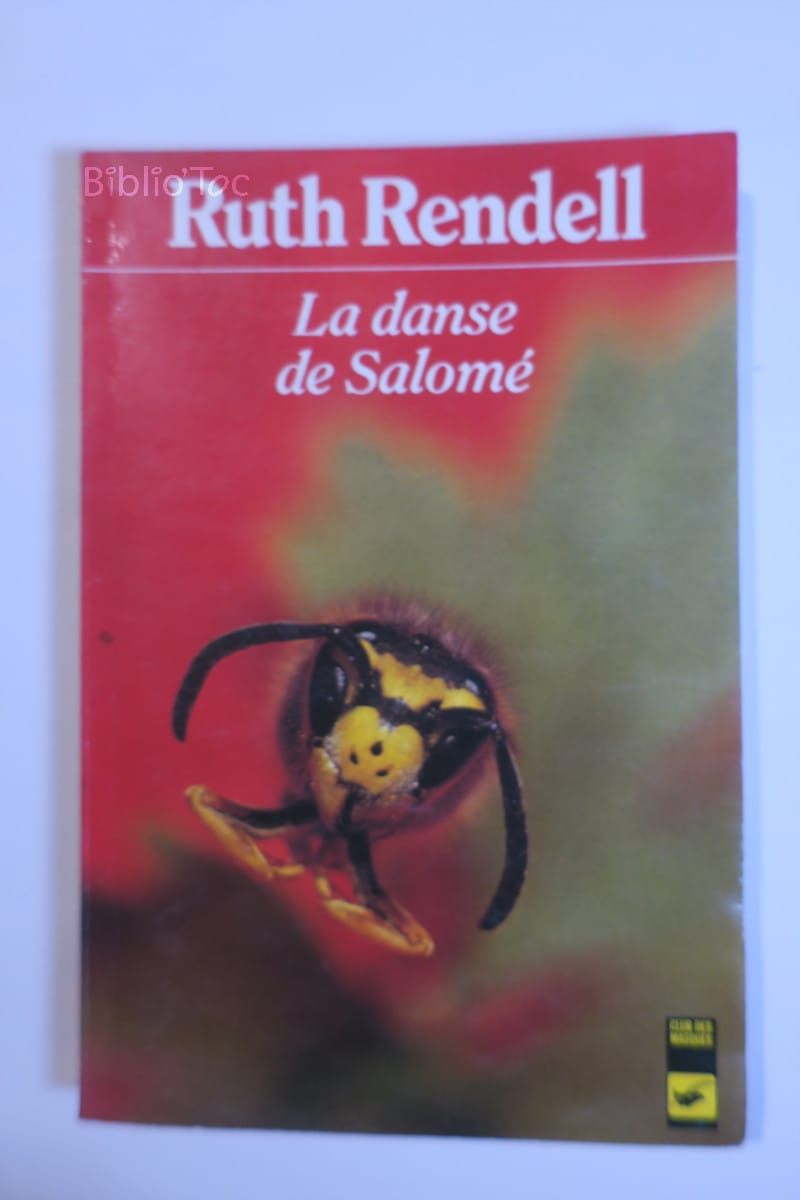 Biblio'Toc
Ruth Rendell
La danse
de Salomé
CLUB DES
MASQUES